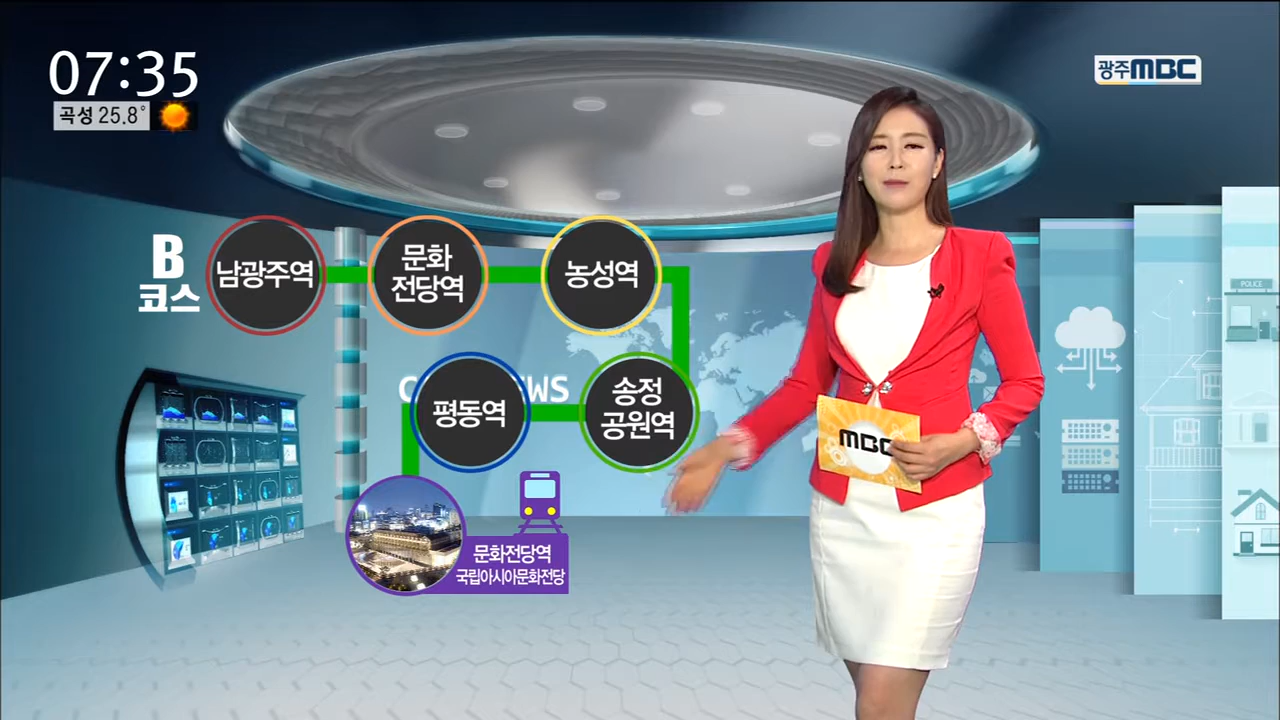 07:35
곡성 25.8°
광주MBC
B
코스
남광주역
문화
전당역
농성역
송정
공원역
평동역
문화전당역
국립아시아문화전당
MBC
POLICE